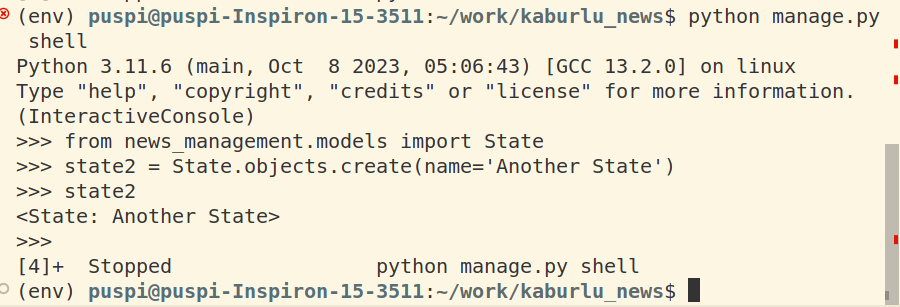 (env) puspi@puspi-Inspiron-15-3511:~/work/kaburlu_news$ python manage.py
 shell
Python 3.11.6 (main, Oct  8 2023, 05:06:43) [GCC 13.2.0] on linux
Type "help", "copyright", "credits" or "license" for more information.
(InteractiveConsole)
>>> from news_management.models import State
>>> state2 = State.objects.create(name='Another State')
>>> state2
<State: Another State>
>>>
[4]+  Stopped                 python manage.py shell
(env) puspi@puspi-Inspiron-15-3511:~/work/kaburlu_news$